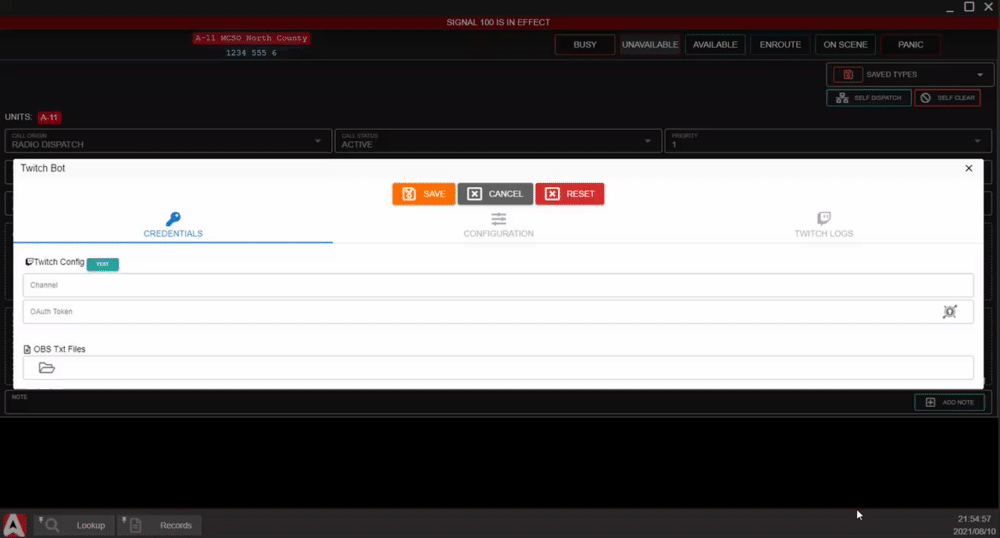 SIGNAL 100 IS IN EFFECT
A-11 MCSO North County
1234 555 6
BUSY
UNAVAILABLE
AVAILABLE
ENROUTE
ON SCENE
PANIC
SAVED TYPES
SELF DISPATCH
SELF CLEAR
UNITS: A-11
CALL ORIGIN
RADIO DISPATCH
CALL STATUS
ACTIVE
PRIORITY
1
Twitch Bot
SAVE
CANCEL
RESET
CREDENTIALS
CONFIGURATION
TWITCH LOGS
Twitch Config
TEST
Channel
OAuth Token
OBS Txt Files
NOTE
ADD NOTE
Lookup
Records
21:54:57
2021/08/10